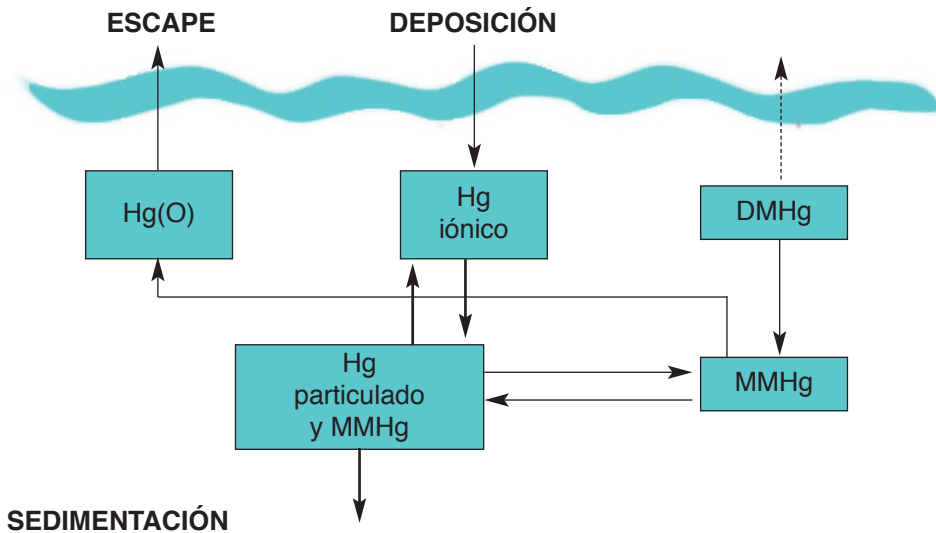 ESCAPE
DEPOSICIÓN
Hg(O)
Hg
iónico
DMHg
Hg
particulado
y MMHg
MMHg
SEDIMENTACIÓN